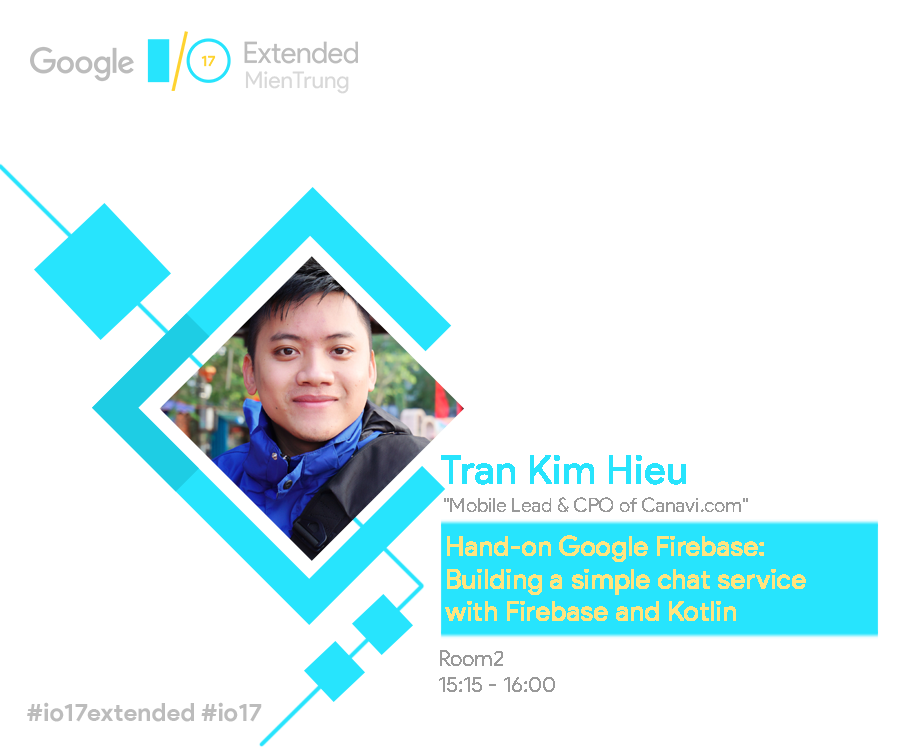 Google I/O 17 Extended
MienTrung
Tran Kim Hieu
"Mobile Lead & CPO of Canavi.com"
Hand-on Google Firebase:
Building a simple chat service
with Firebase and Kotlin
Room2
15:15 - 16:00
#io17extended #io17